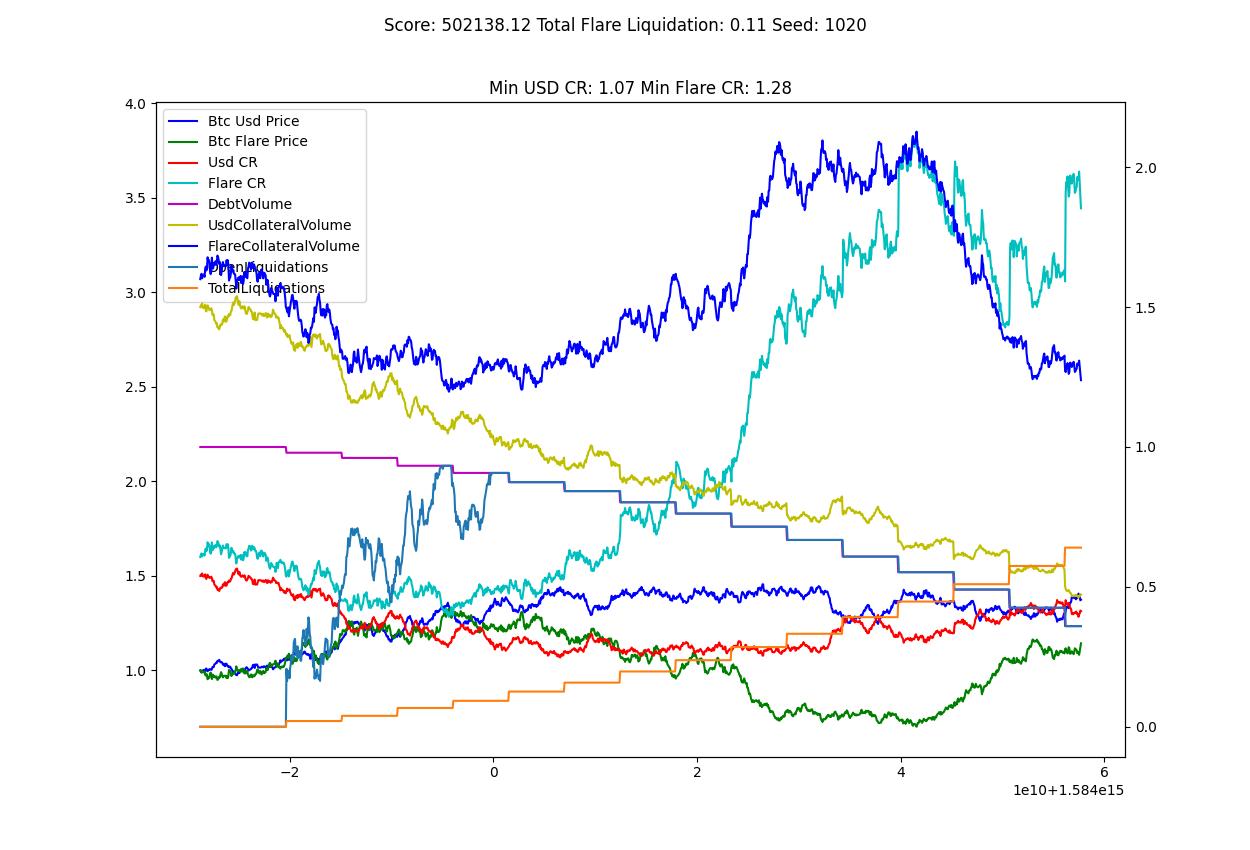 Score: 502138.12 Total Flare Liquidation: 0.11 Seed: 1020
Min USD CR: 1.07 Min Flare CR: 1.28
4.0
3.5
3.0
2.5
2.0
1.5
1.0
Btc Usd Price
Btc Flare Price
Usd CR
Flare CR
DebtVolume
UsdCollateralVolume
FlareCollateralVolume
OpenLiquidations
TotalLiquidations
2.0
1.5
1.0
0.5
0.0
−2 0 2 4 6
1e10+1.584e15